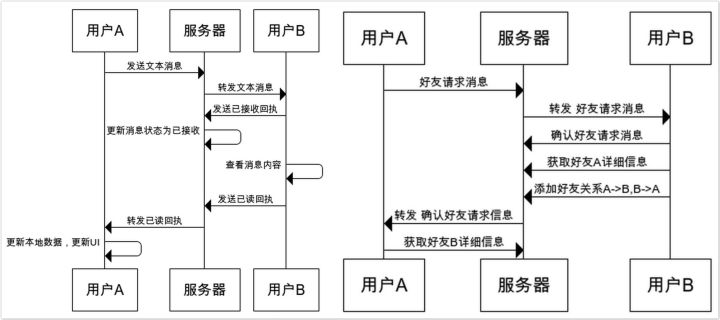 用户A
服务器
用户B
发送文本消息
转发文本消息
发送已接收回执
更新消息状态为已接收
查看消息内容
发送已读回执
转发已读回执
更新本地数据，更新UI
用户A
服务器
用户B
用户A
服务器
用户B
好友请求消息
转发 好友请求消息
确认好友请求消息
获取好友A详细信息
添加好友关系A->B,B->A
转发 确认好友请求信息
获取好友B详细信息
用户A
服务器
用户B